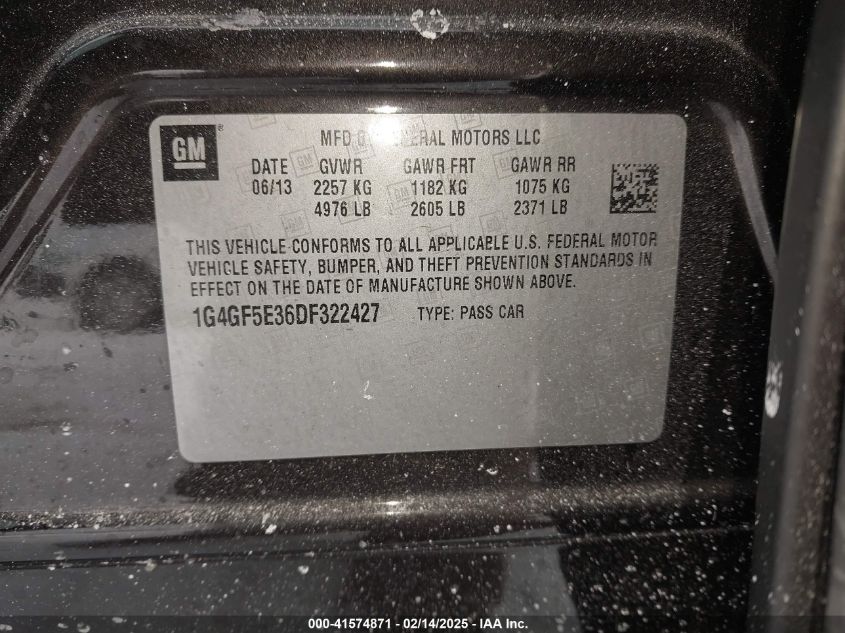 GM
MFD BY GENERAL MOTORS LLC
DATE GVWR GAWR FRT GAWR RR
06/13 2257 KG 1182 KG 1075 KG
4976 LB 2605 LB 2371 LB
THIS VEHICLE CONFORMS TO ALL APPLICABLE U.S. FEDERAL MOTOR
VEHICLE SAFETY, BUMPER, AND THEFT PREVENTION STANDARDS IN
EFFECT ON THE DATE OF MANUFACTURE SHOWN ABOVE.
1G4GF5E36DF322427 TYPE: PASS CAR
000-41574871 - 02/14/2025 - IAA Inc.